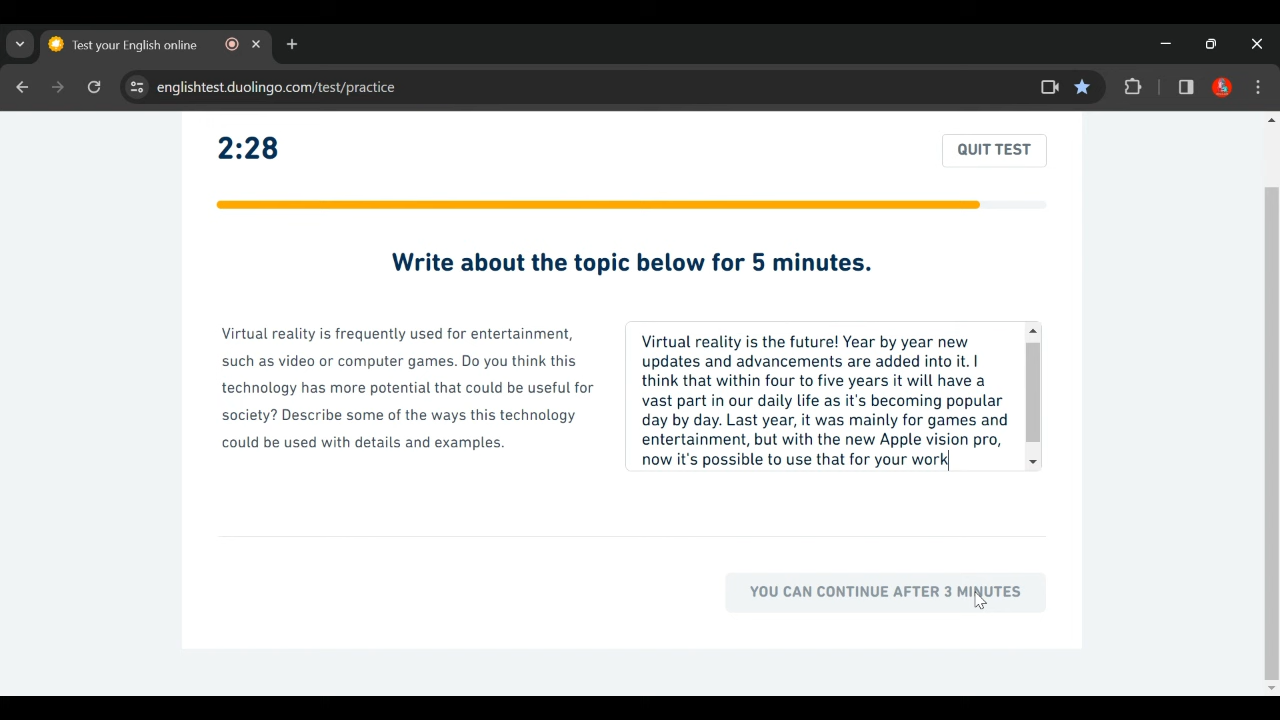 Test your English online
englishtest.duolingo.com/test/practice
2:28
QUIT TEST
Write about the topic below for 5 minutes.
Virtual reality is frequently used for entertainment,
such as video or computer games. Do you think this
technology has more potential that could be useful for
society? Describe some of the ways this technology
could be used with details and examples.
Virtual reality is the future! Year by year new
updates and advancements are added into it. I
think that within four to five years it will have a
vast part in our daily life as it's becoming popular
day by day. Last year, it was mainly for games and
entertainment, but with the new Apple vision pro,
now it's possible to use that for your work
YOU CAN CONTINUE AFTER 3 MINUTES